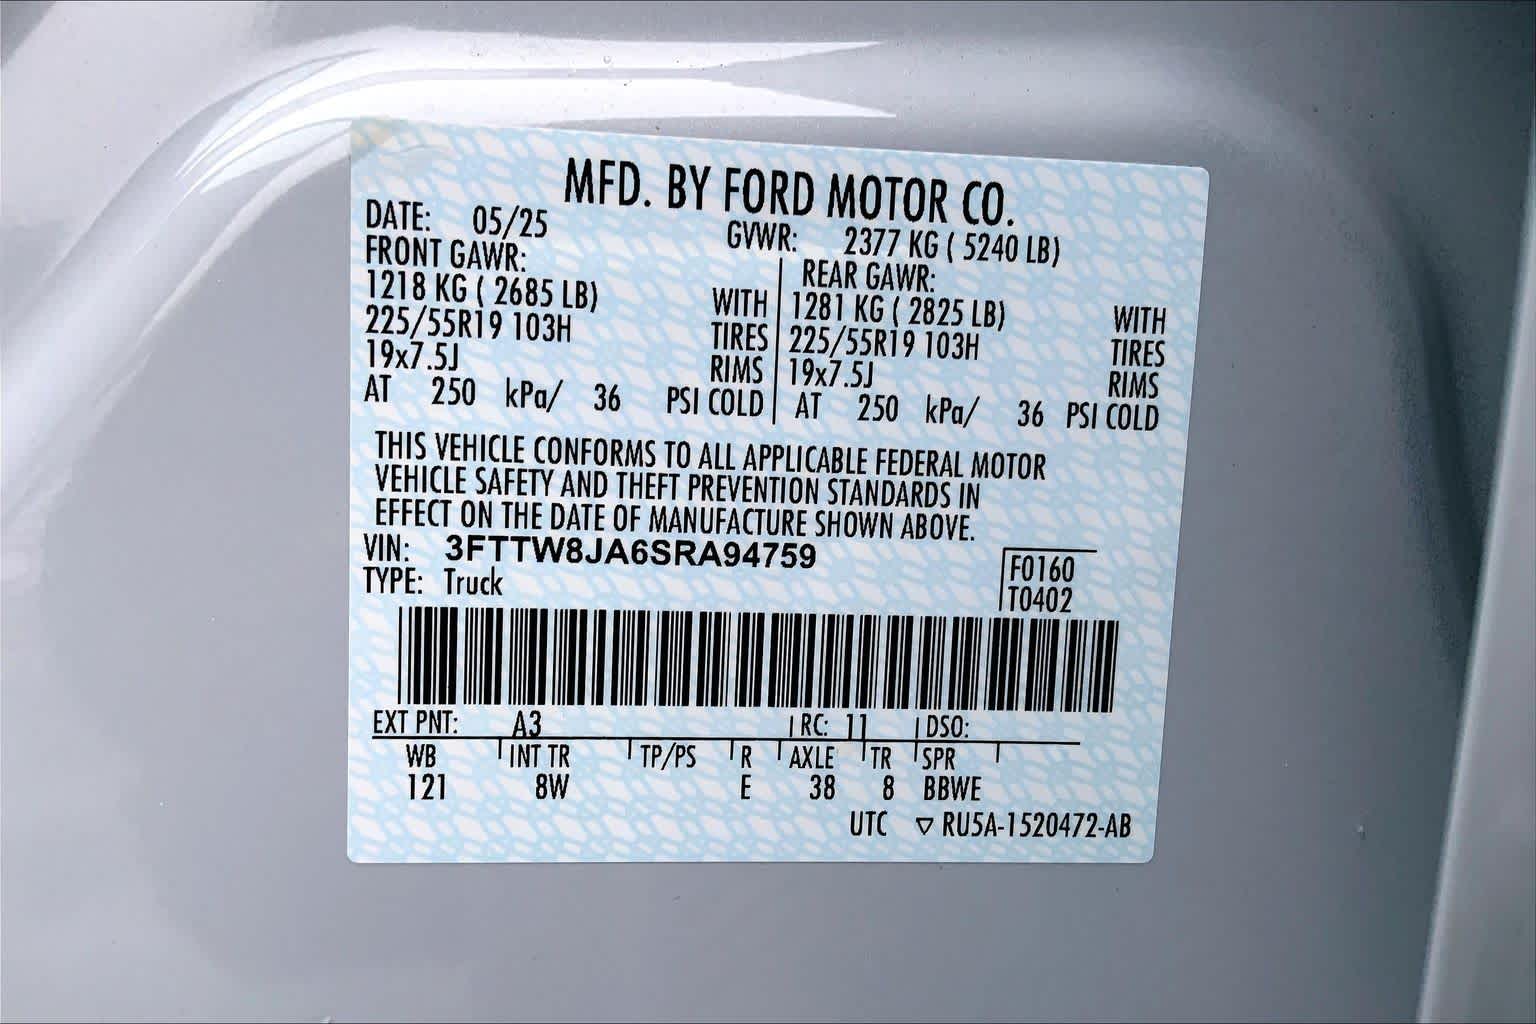 MFD. BY FORD MOTOR CO.
DATE: 05/25 GVWR: 2377 KG ( 5240 LB)
FRONT GAWR: REAR GAWR:
1218 KG ( 2685 LB) WITH 1281 KG ( 2825 LB) WITH
225/55R19 103H TIRES 225/55R19 103H TIRES
19x7.5J RIMS 19x7.5J RIMS
AT 250 kPa/ 36 PSI COLD AT 250 kPa/ 36 PSI COLD
THIS VEHICLE CONFORMS TO ALL APPLICABLE FEDERAL MOTOR
VEHICLE SAFETY AND THEFT PREVENTION STANDARDS IN
EFFECT ON THE DATE OF MANUFACTURE SHOWN ABOVE.
VIN: 3FTTW8JA6SRA94759 F0160
TYPE: Truck T0402
EXT PNT: A3 RC: 11 DSO:
WB INT TR TP/PS R AXLE TR SPR
121 8W E 38 8 BBWE
UTC ▽ RU5A-1520472-AB